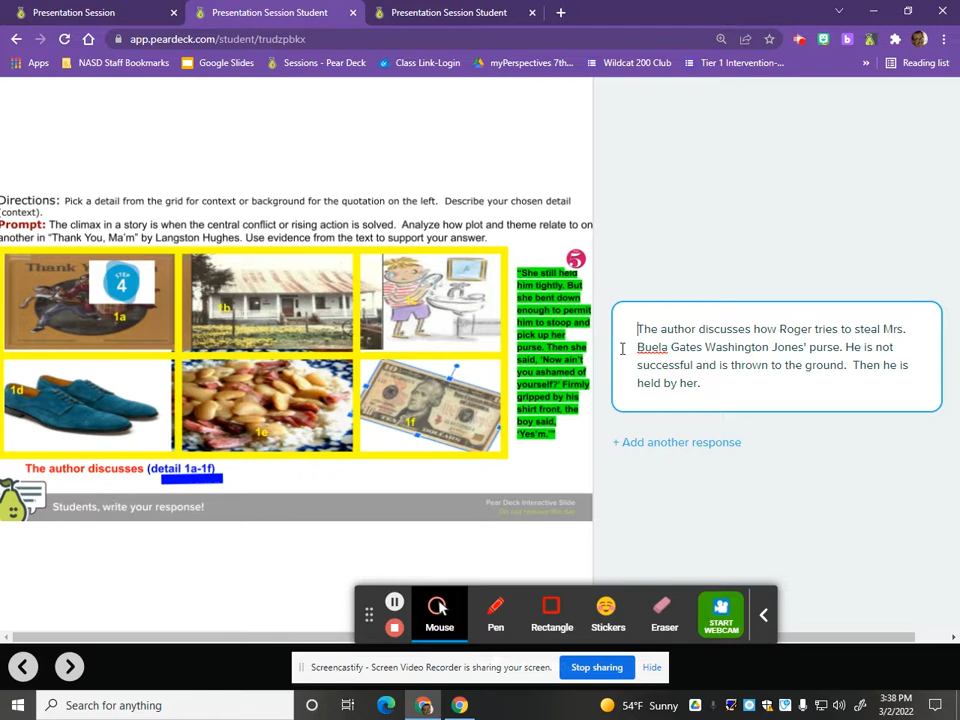 Presentation Session
Presentation Session Student
Presentation Session Student
app.peardeck.com/student/trudzpbkx
Apps
NASD Staff Bookmarks
Google Slides
Sessions - Pear Deck
Class Link-Login
myPerspectives 7th...
Wildcat 200 Club
Tier 1 Intervention-...
»
Reading list
Directions: Pick a detail from the grid for context or background for the quotation on the left. Describe your chosen detail
(context).
Prompt: The climax in a story is when the central conflict or rising action is solved. Analyze how plot and theme relate to on
another in “Thank You, Ma’m” by Langston Hughes. Use evidence from the text to support your answer.
Thank
STEP
4
1a
1b
1c
1d
1e
1f
5
“She still held
him tightly. But
she bent down
enough to permit
him to stoop and
pick up her
purse. Then she
said, ‘Now ain’t
you ashamed of
yourself?’ Firmly
gripped by his
shirt front, the
boy said,
‘Yes’m.’”
The author discusses (detail 1a-1f)
Students, write your response!
Pear Deck Interactive Slide
Do not remove this bar
The author discusses how Roger tries to steal Mrs.
Buela Gates Washington Jones' purse. He is not
successful and is thrown to the ground. Then he is
held by her.
+ Add another response
Mouse
Pen
Rectangle
Stickers
Eraser
START
WEBCAM
Screencastify - Screen Video Recorder is sharing your screen.
Stop sharing
Hide
Search for anything
54°F Sunny
3:38 PM
3/2/2022